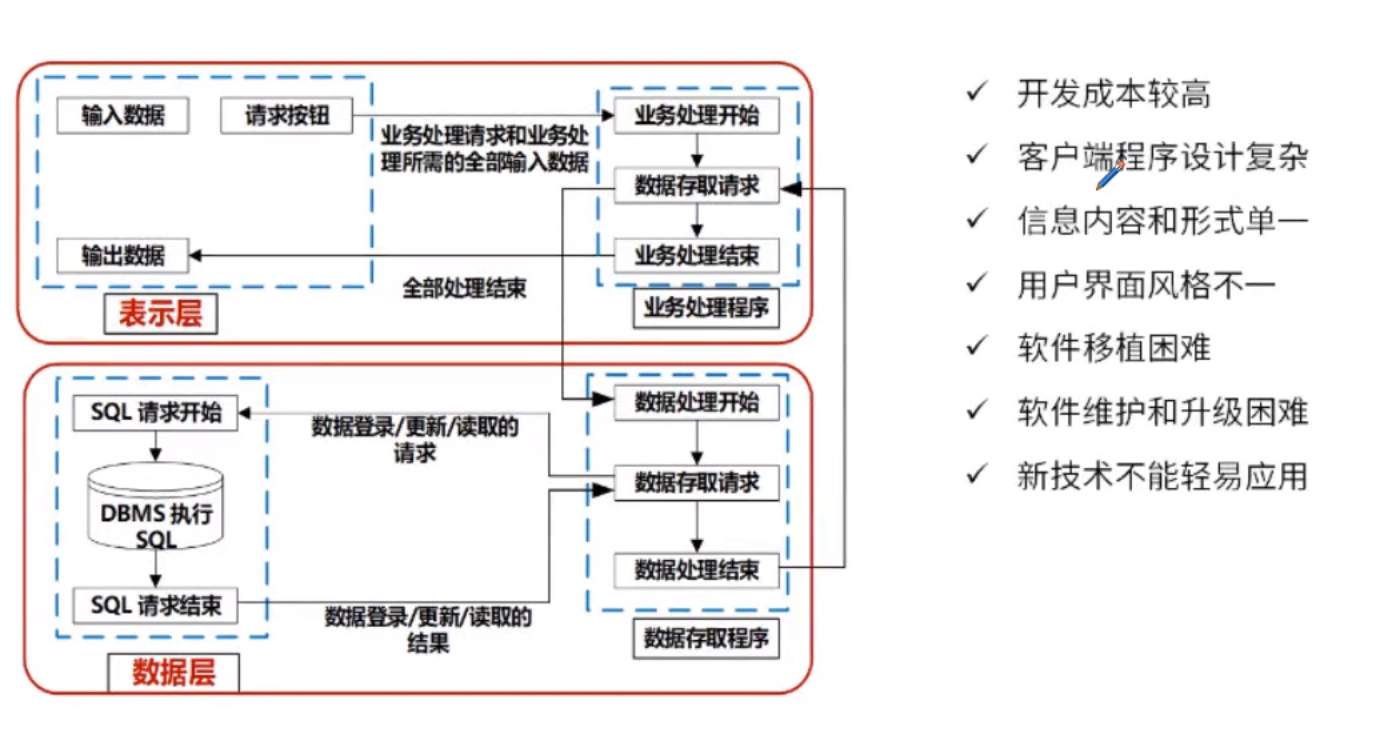 输入数据
请求按钮
业务处理请求和业务处
理所需的全部输入数据
业务处理开始
数据存取请求
业务处理结束
输出数据
全部处理结束
表示层
业务处理程序
SQL 请求开始
数据登录/更新/读取的
请求
DBMS 执行
SQL
SQL 请求结束
数据登录/更新/读取的
结果
数据处理开始
数据存取请求
数据处理结束
数据层
数据存取程序
✓ 开发成本较高
✓ 客户端程序设计复杂
✓ 信息内容和形式单一
✓ 用户界面风格不一
✓ 软件移植困难
✓ 软件维护和升级困难
✓ 新技术不能轻易应用